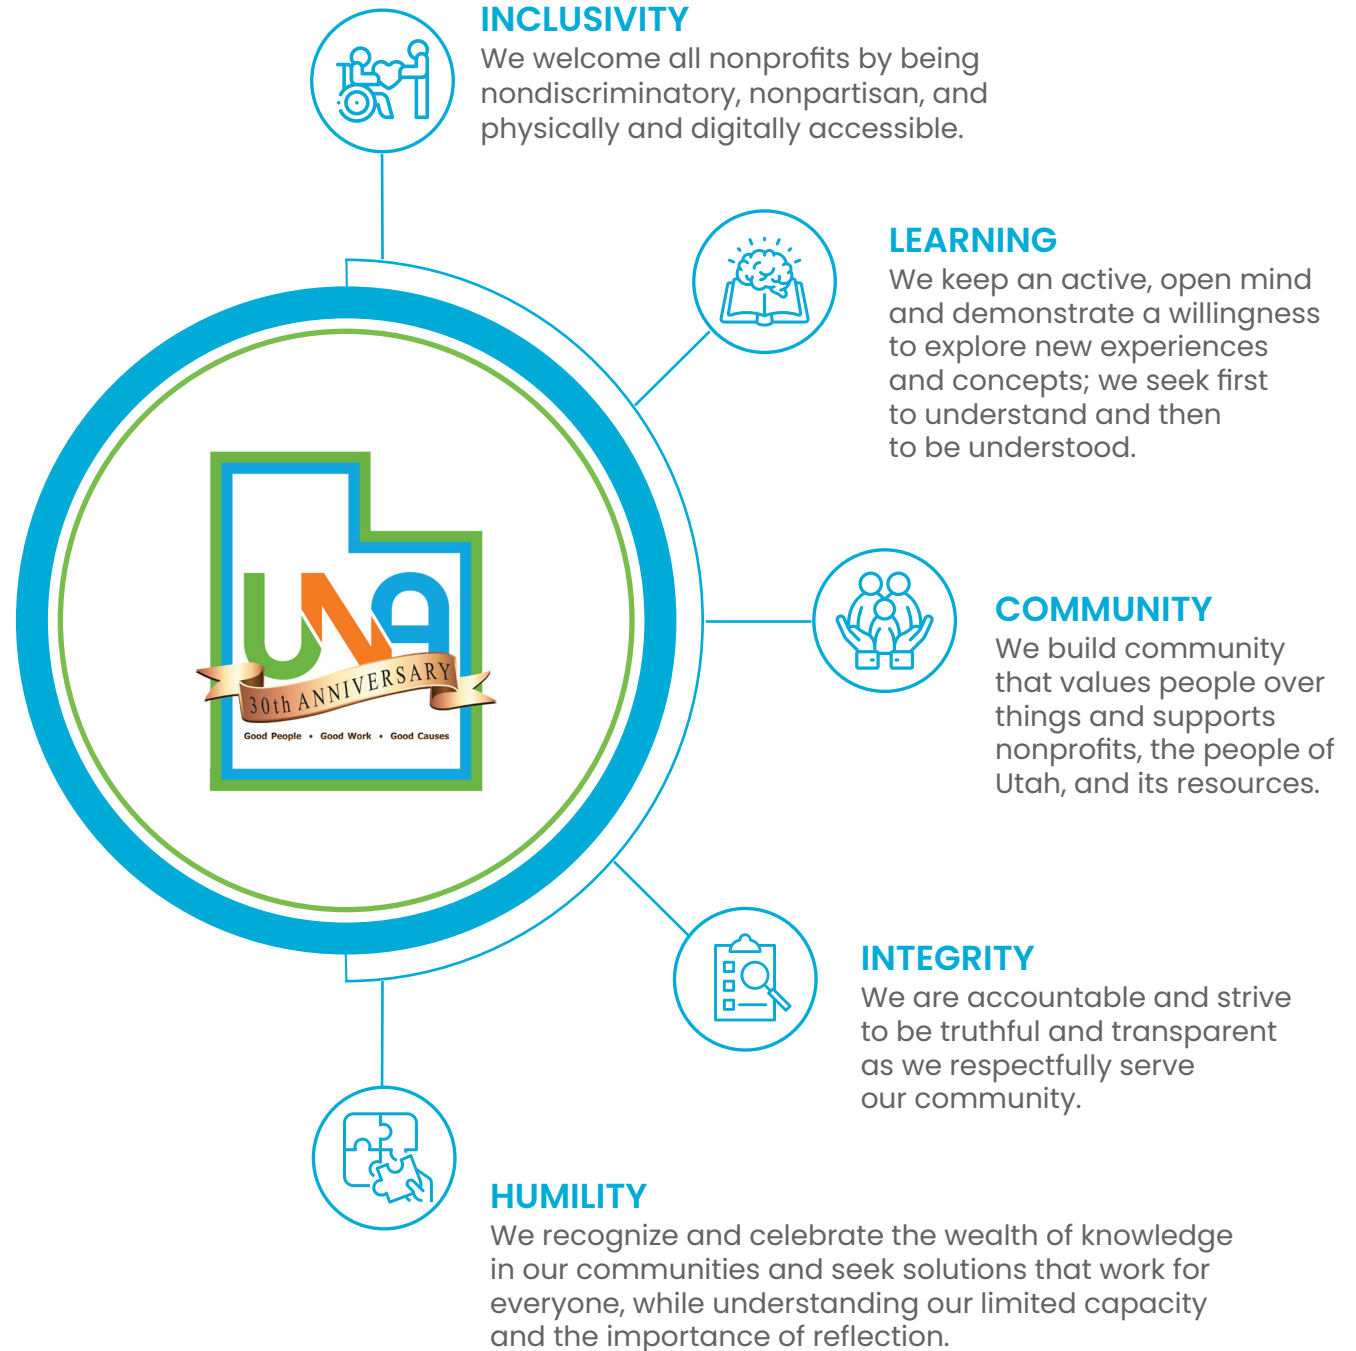 INCLUSIVITY
We welcome all nonprofits by being
nondiscriminatory, nonpartisan, and
physically and digitally accessible.
LEARNING
We keep an active, open mind
and demonstrate a willingness
to explore new experiences
and concepts; we seek first
to understand and then
to be understood.
UNA
30th ANNIVERSARY
Good People • Good Work • Good Causes
COMMUNITY
We build community
that values people over
things and supports
nonprofits, the people of
Utah, and its resources.
INTEGRITY
We are accountable and strive
to be truthful and transparent
as we respectfully serve
our community.
HUMILITY
We recognize and celebrate the wealth of knowledge
in our communities and seek solutions that work for
everyone, while understanding our limited capacity
and the importance of reflection.